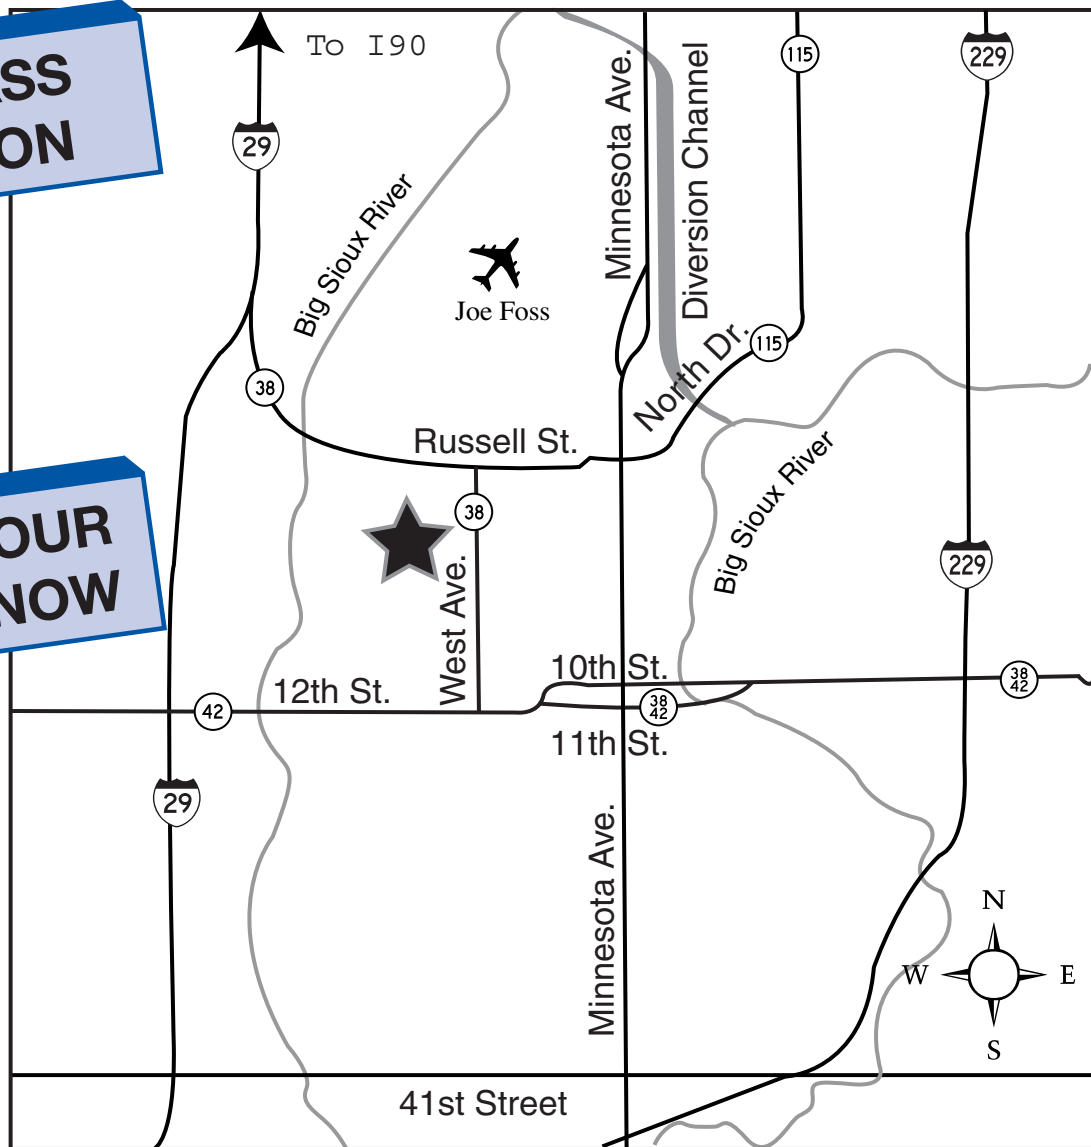 ASS
ON
To I90
29
Big Sioux River
Joe Foss
Minnesota Ave.
Diversion Channel
115
229
North Dr.
115
38
Russell St.
38
West Ave.
OUR
NOW
Big Sioux River
229
10th St.
12th St.
42
38
42
38
42
11th St.
29
Minnesota Ave.
N
W
E
S
41st Street